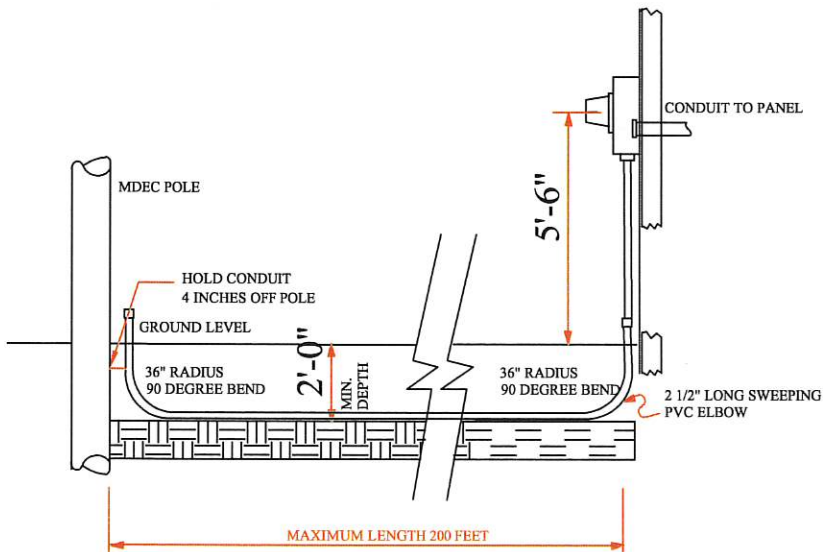 CONDUIT TO PANEL
MDEC POLE
5'-6"
HOLD CONDUIT
4 INCHES OFF POLE
GROUND LEVEL
36" RADIUS
90 DEGREE BEND
2'-0"
MIN.
DEPTH
36" RADIUS
90 DEGREE BEND
2 1/2" LONG SWEEPING
PVC ELBOW
MAXIMUM LENGTH 200 FEET